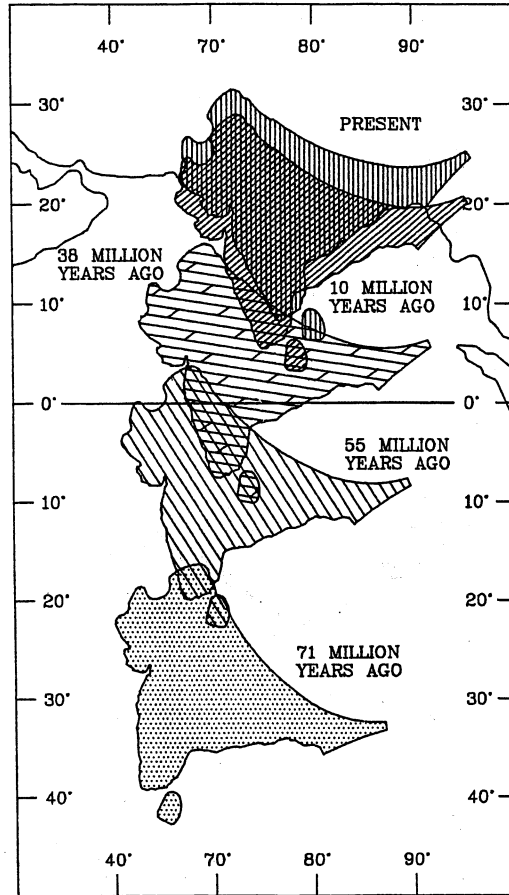 40° 70° 80° 90°
30° 30°
PRESENT
20° 20°
38 MILLION
YEARS AGO
10 MILLION
YEARS AGO
10° 10°
0° 0°
55 MILLION
YEARS AGO
10° 10°
20° 20°
71 MILLION
YEARS AGO
30° 30°
40° 40°
40° 70° 80° 90°